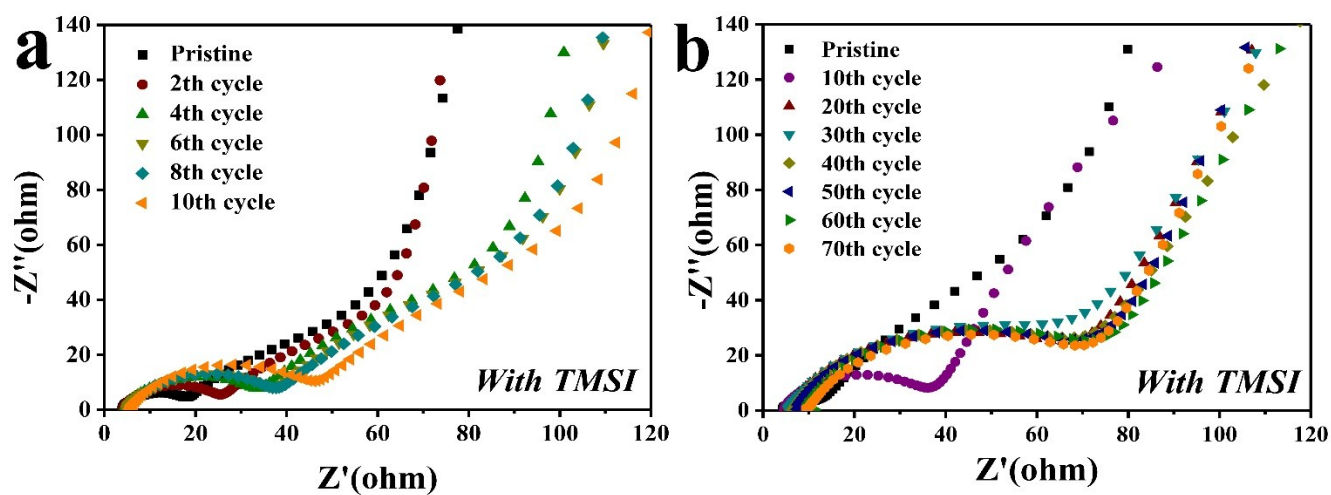 a
140
120
100
80
60
40
20
0
-Z''(ohm)
Pristine
2th cycle
4th cycle
6th cycle
8th cycle
10th cycle
With TMSI
0 20 40 60 80 100 120
Z'(ohm)
b
140
120
100
80
60
40
20
0
-Z''(ohm)
Pristine
10th cycle
20th cycle
30th cycle
40th cycle
50th cycle
60th cycle
70th cycle
With TMSI
0 20 40 60 80 100 120
Z'(ohm)